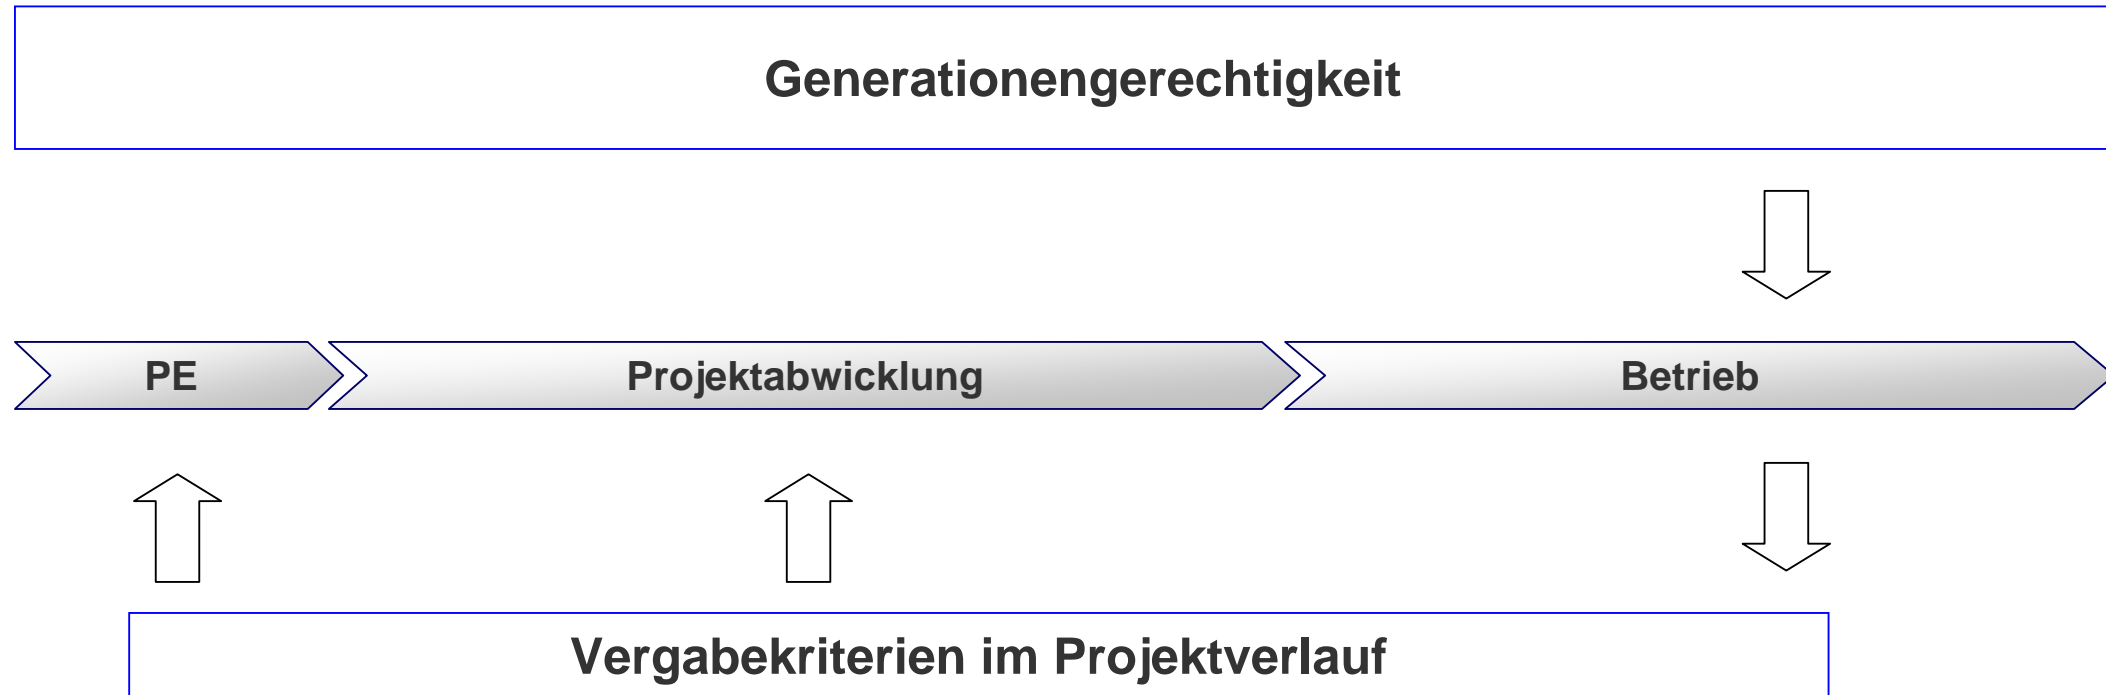 Generationengerechtigkeit
PE
Projektabwicklung
Betrieb
Vergabekriterien im Projektverlauf